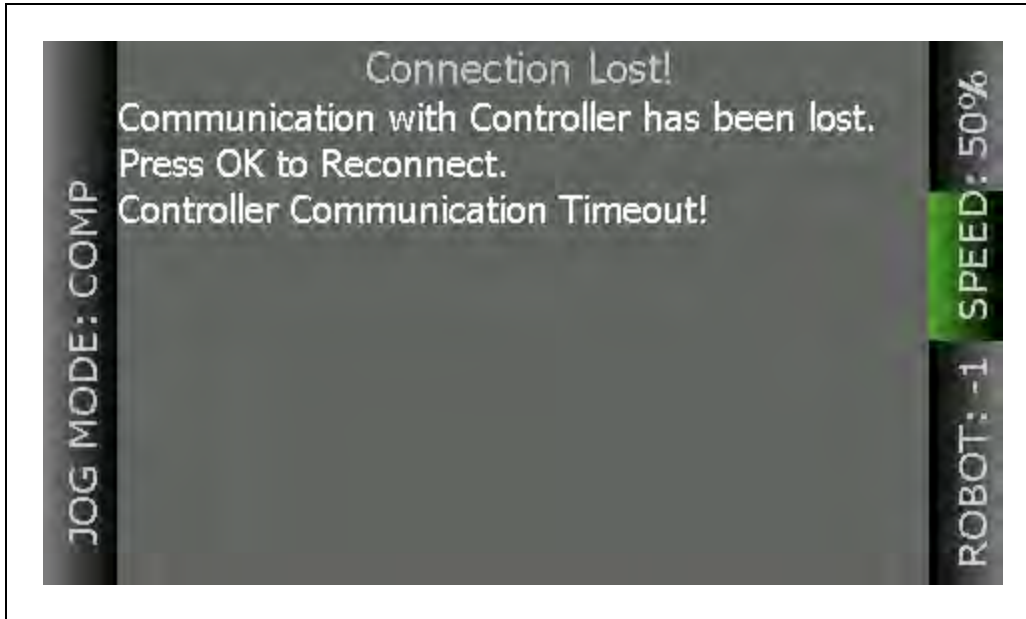 Connection Lost!
Communication with Controller has been lost.
Press OK to Reconnect.
Controller Communication Timeout!
JOG MODE: COMP
SPEED: 50%
ROBOT: -1